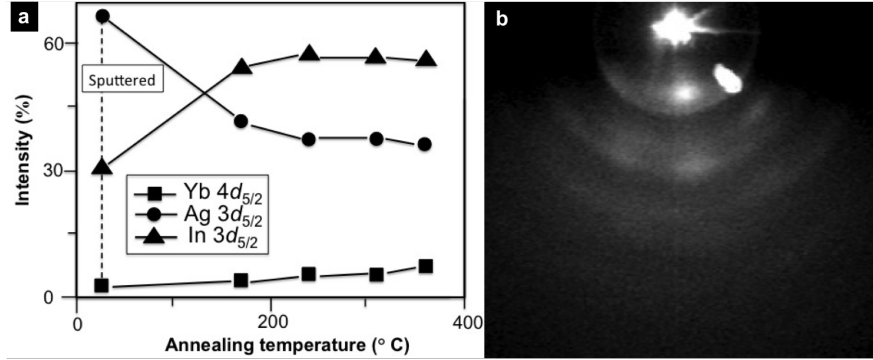 a
b
60
Sputtered
Intensity (%)
30
Yb 4d5/2
Ag 3d5/2
In 3d5/2
0
0
200
400
Annealing temperature (° C)